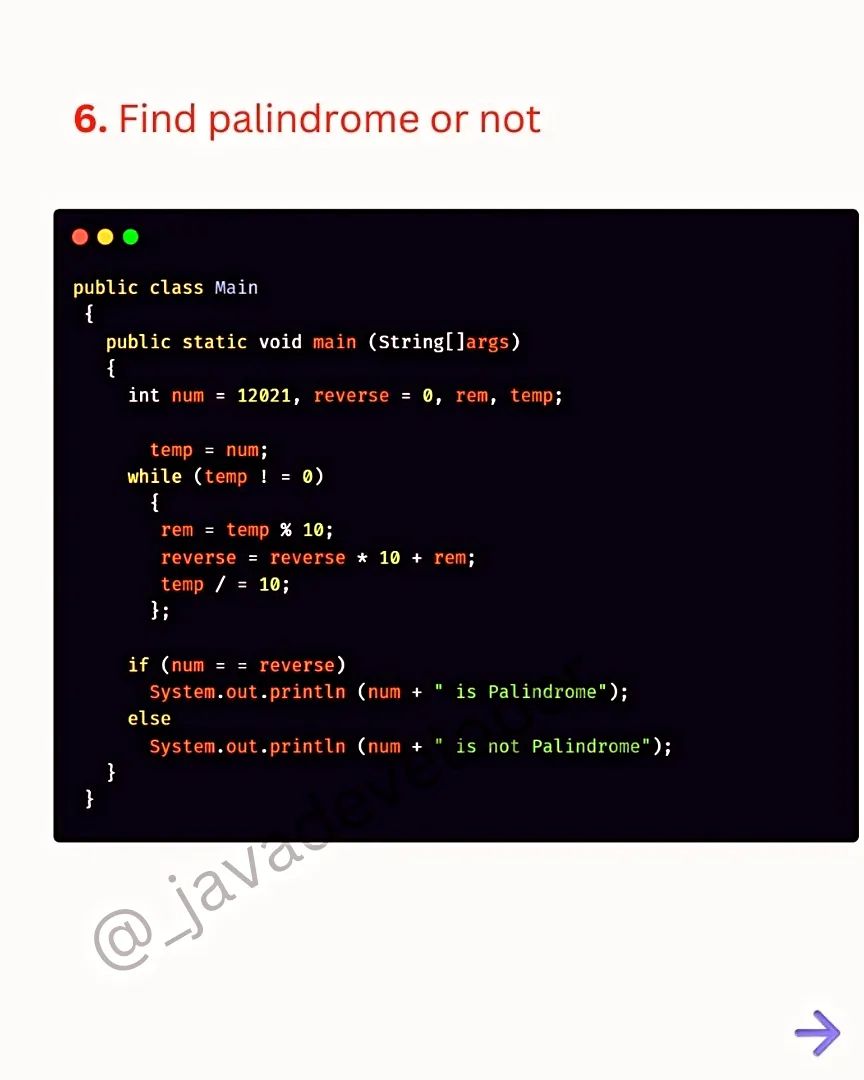 6. Find palindrome or not
public class Main
{
public static void main (String[]args)
{
int num = 12021, reverse = 0, rem, temp;
temp = num;
while (temp ! = 0)
{
rem = temp % 10;
reverse = reverse * 10 + rem;
temp / = 10;
};
if (num = = reverse)
System.out.println (num + " is Palindrome");
else
System.out.println (num + " is not Palindrome");
}
}
@_javadeveloper